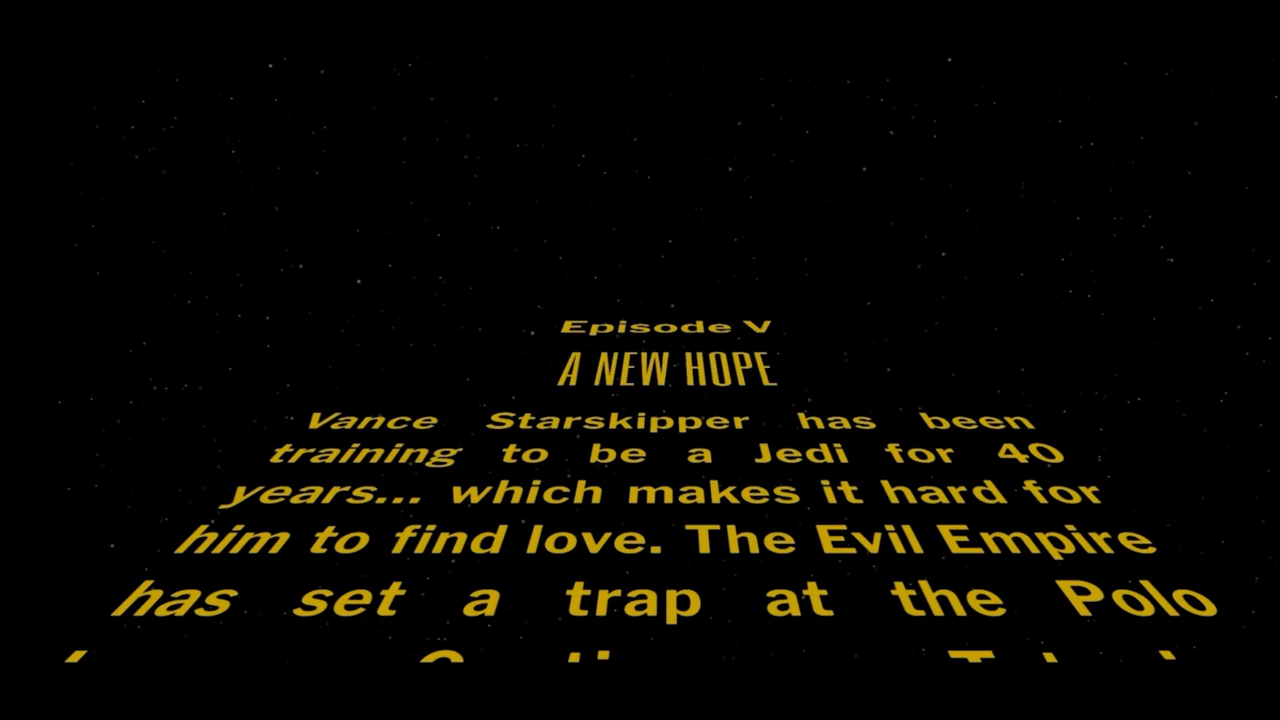 Episode V
A NEW HOPE
Vance Starskipper has been
training to be a Jedi for 40
years... which makes it hard for
him to find love. The Evil Empire
has set a trap at the Polo